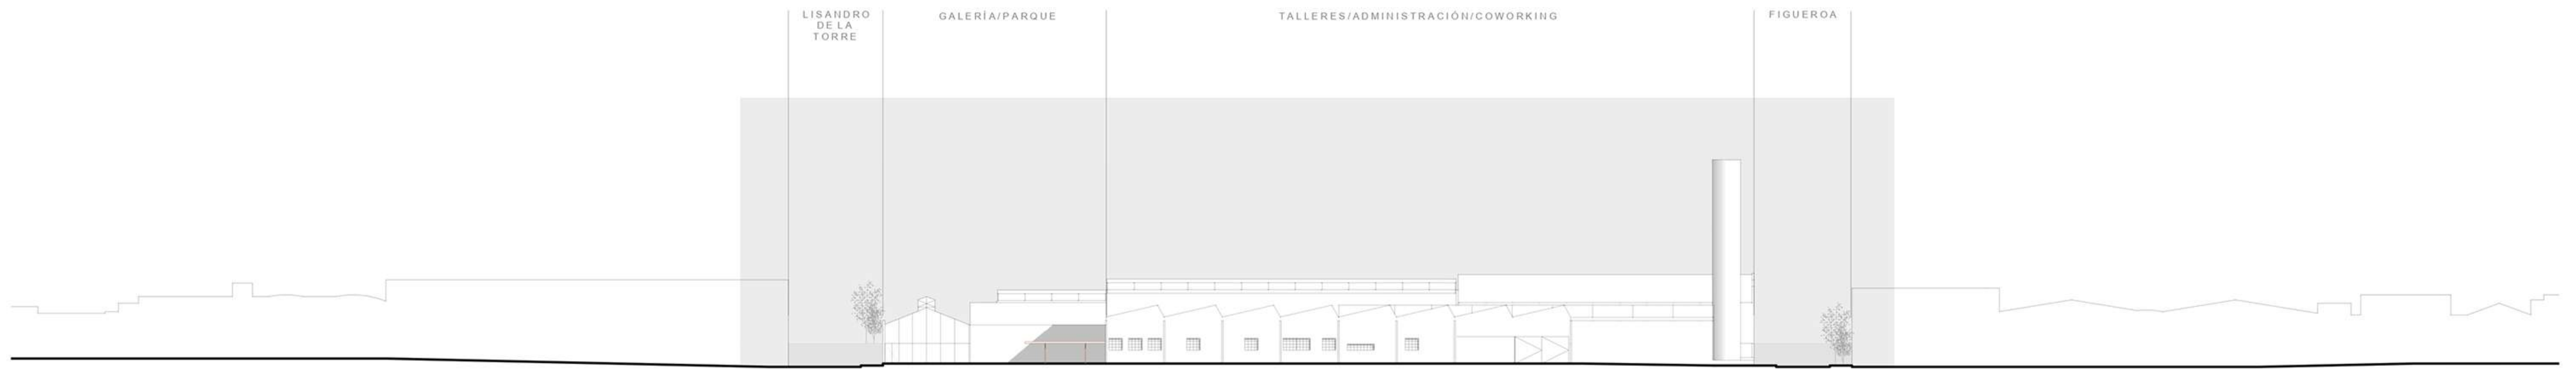 LISANDRO
DE LA
TORRE
GALERÍA/PARQUE
TALLERES/ADMINISTRACIÓN/COWORKING
FIGUEROA